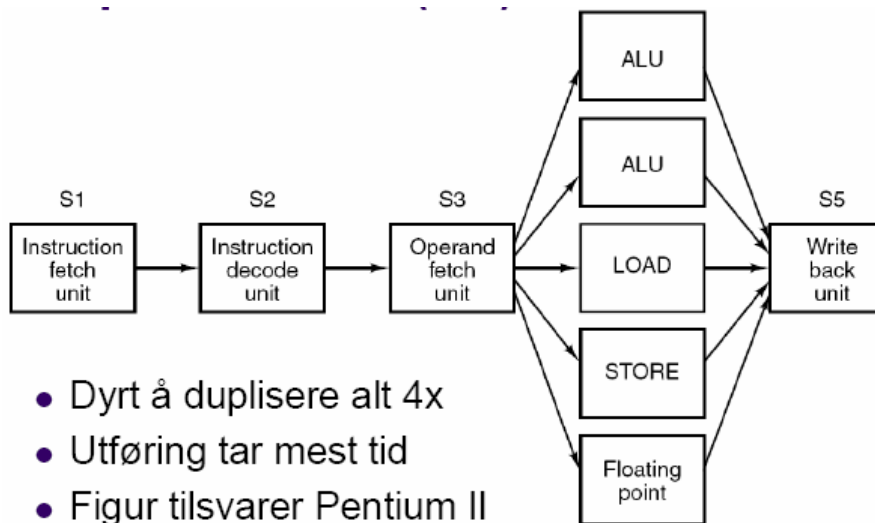 ALU
ALU
S1
S2
S3
S5
Instruction
fetch
unit
Instruction
decode
unit
Operand
fetch
unit
LOAD
Write
back
unit
STORE
Floating
point
• Dyrt å duplisere alt 4x
• Utføring tar mest tid
• Figur tilsvarer Pentium II